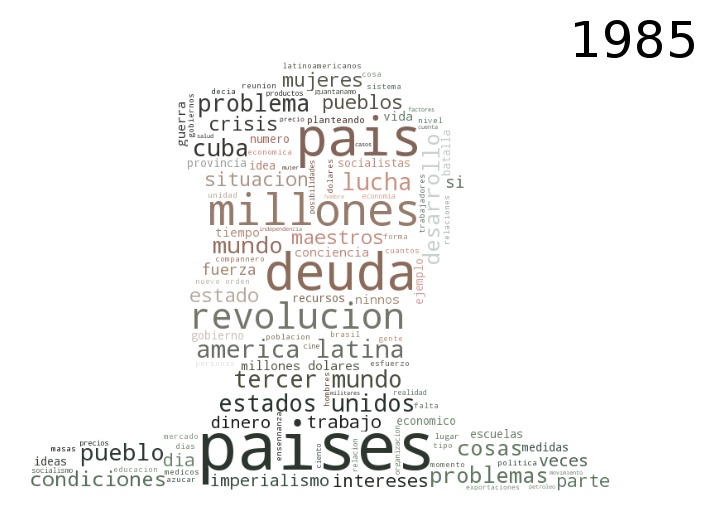 1985
latinoamericanos
mujeres cosa
decia reunion sistema
productos guantanamo
problema pueblos factores
gobiernos
guerra
crisis precio planteando vida nivel
salud numero pais cuenta
cuba economica casos batalla
provincia idea mujer socialistas
situacion posibilidades dolares lucha si
desarrollo
trabajadores
unidad hombre economia
millones relaciones
tiempo independencia
mundo maestros forma
conciencia cuantos
compannero
fuerza deuda
nuevo orden ejemplo
estado recursos ninnos
revolucion
gobierno poblacion brasil gente
america cine latina
persona millones dolares esfuerzo
tercer mundo
hombres militares realidad
estados unidos falta
dinero ensennanza trabajo economico
masas precios mercado paises lugar escuelas
pueblo dias tipo cosas medidas
ideas dia ciento relacion organizacion veces
socialismo educacion medicos momento politica movimiento
condiciones azucar imperialismo intereses problemas parte
exportaciones petroleo